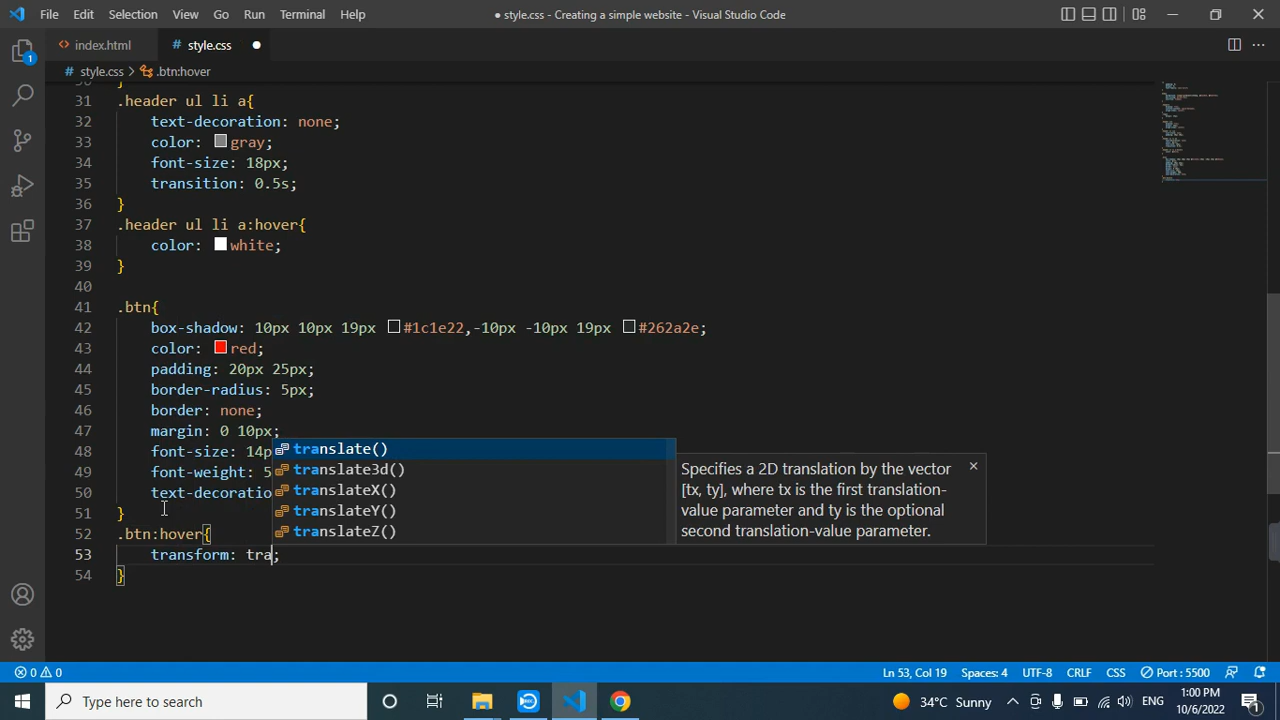 File Edit Selection View Go Run Terminal Help
● style.css - Creating a simple website - Visual Studio Code
index.html
# style.css ●
# style.css > .btn:hover
31 .header ul li a{
32 text-decoration: none;
33 color: gray;
34 font-size: 18px;
35 transition: 0.5s;
36 }
37 .header ul li a:hover{
38 color: white;
39 }
40
41 .btn{
42 box-shadow: 10px 10px 19px #1c1e22,-10px -10px 19px #262a2e;
43 color: red;
44 padding: 20px 25px;
45 border-radius: 5px;
46 border: none;
47 margin: 0 10px;
48 font-size: 14p
49 font-weight: 5
50 text-decoratio
51 }
52 .btn:hover{
53 transform: tra;
54 }
translate()
translate3d()
translateX()
translateY()
translateZ()
Specifies a 2D translation by the vector
[tx, ty], where tx is the first translation-
value parameter and ty is the optional
second translation-value parameter.
1
0 0
Ln 53, Col 19 Spaces: 4 UTF-8 CRLF CSS Port : 5500
Type here to search
34°C Sunny
ENG
1:00 PM
10/6/2022
1